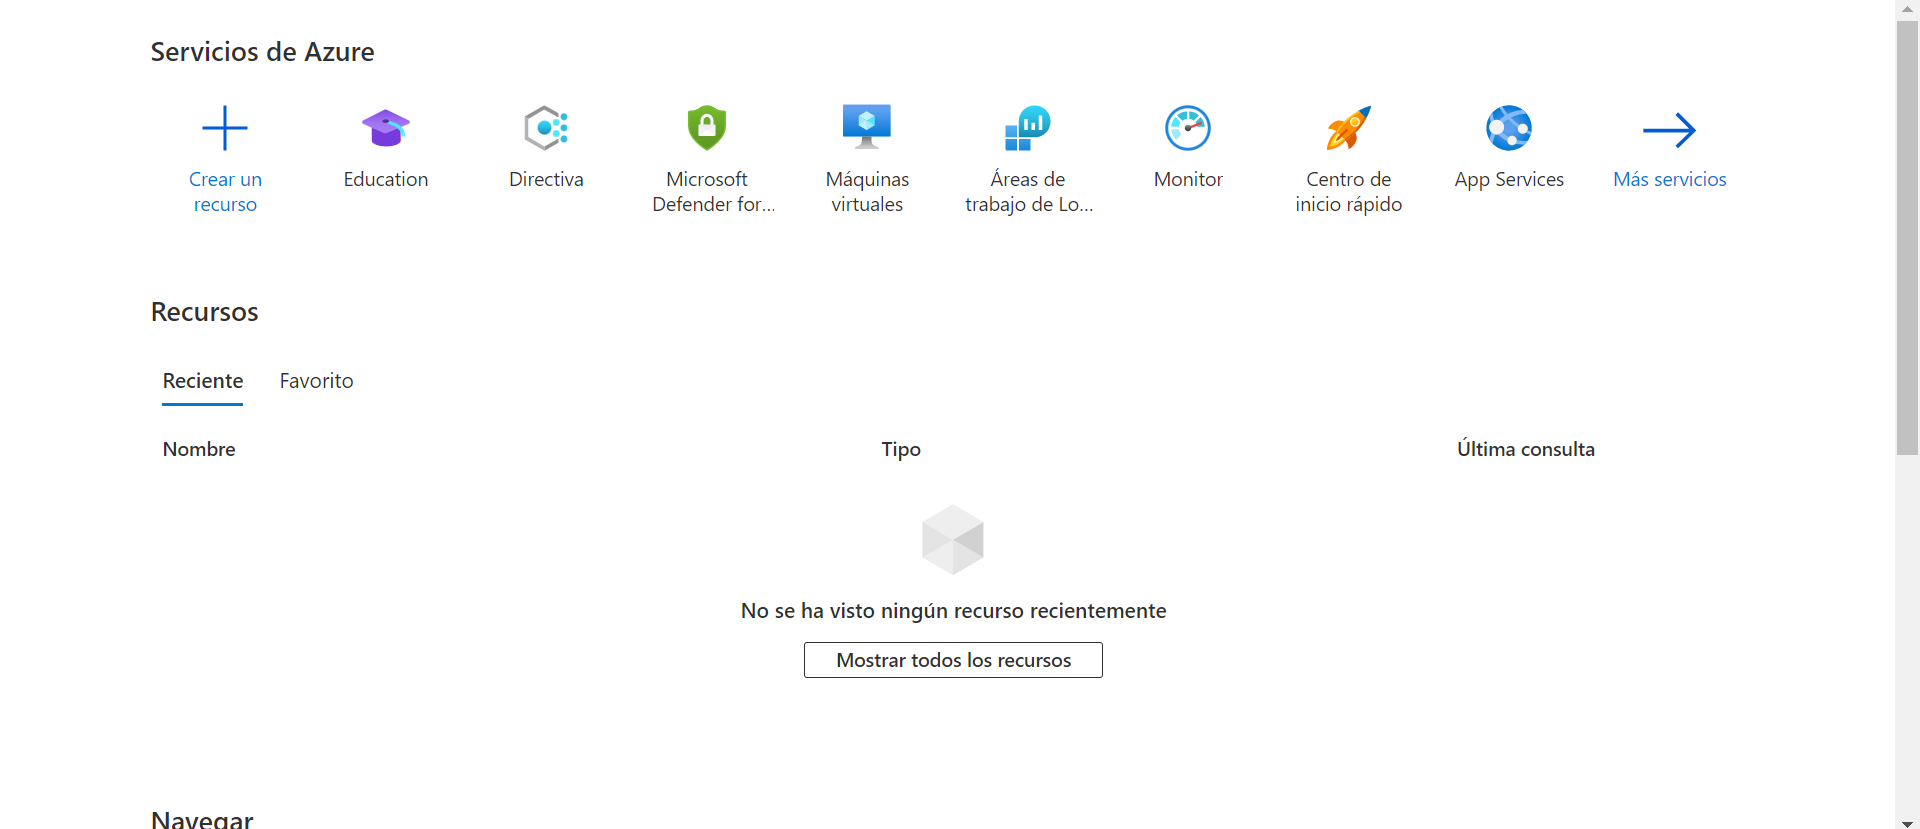 Servicios de Azure
Crear un
recurso
Education
Directiva
Microsoft
Defender for...
Máquinas
virtuales
Áreas de
trabajo de Lo...
Monitor
Centro de
inicio rápido
App Services
Más servicios
Recursos
Reciente Favorito
Nombre Tipo Última consulta
No se ha visto ningún recurso recientemente
Mostrar todos los recursos
Navegar